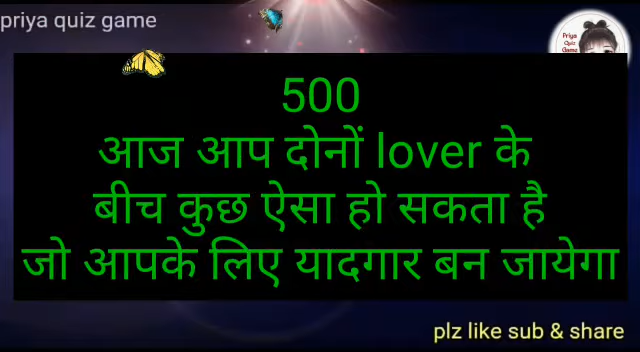 priya quiz game
Priya
Quiz
Game
500
आज आप दोनों lover के
बीच कुछ ऐसा हो सकता है
जो आपके लिए यादगार बन जायेगा
plz like sub & share